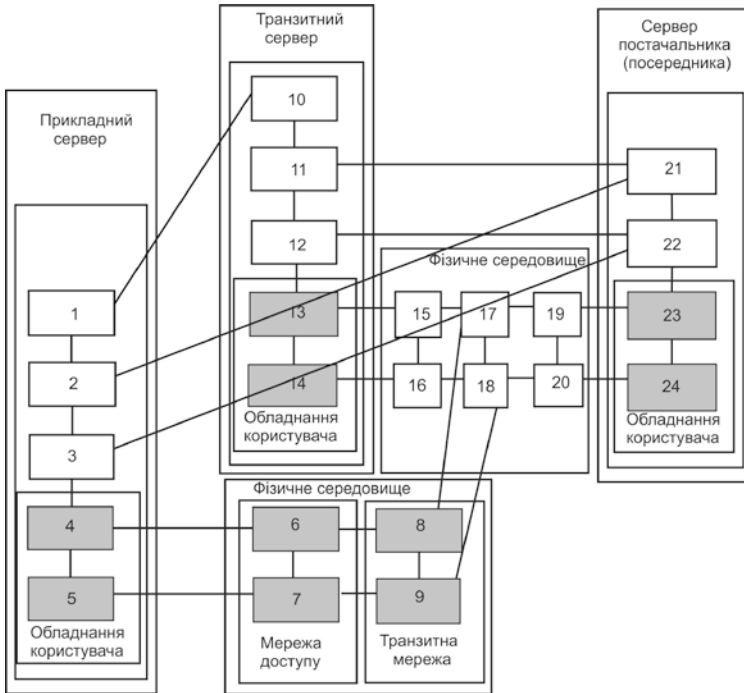 Транзитний
сервер
Сервер
постачальника
(посередника)
Прикладний
сервер
10
11
12
13
14
Обладнання
користувача
21
22
23
24
Обладнання
користувача
Фізичне середовище
15
17
19
16
18
20
1
2
3
4
5
Обладнання
користувача
Фізичне середовище
6
8
7
9
Мережа
доступу
Транзитна
мережа